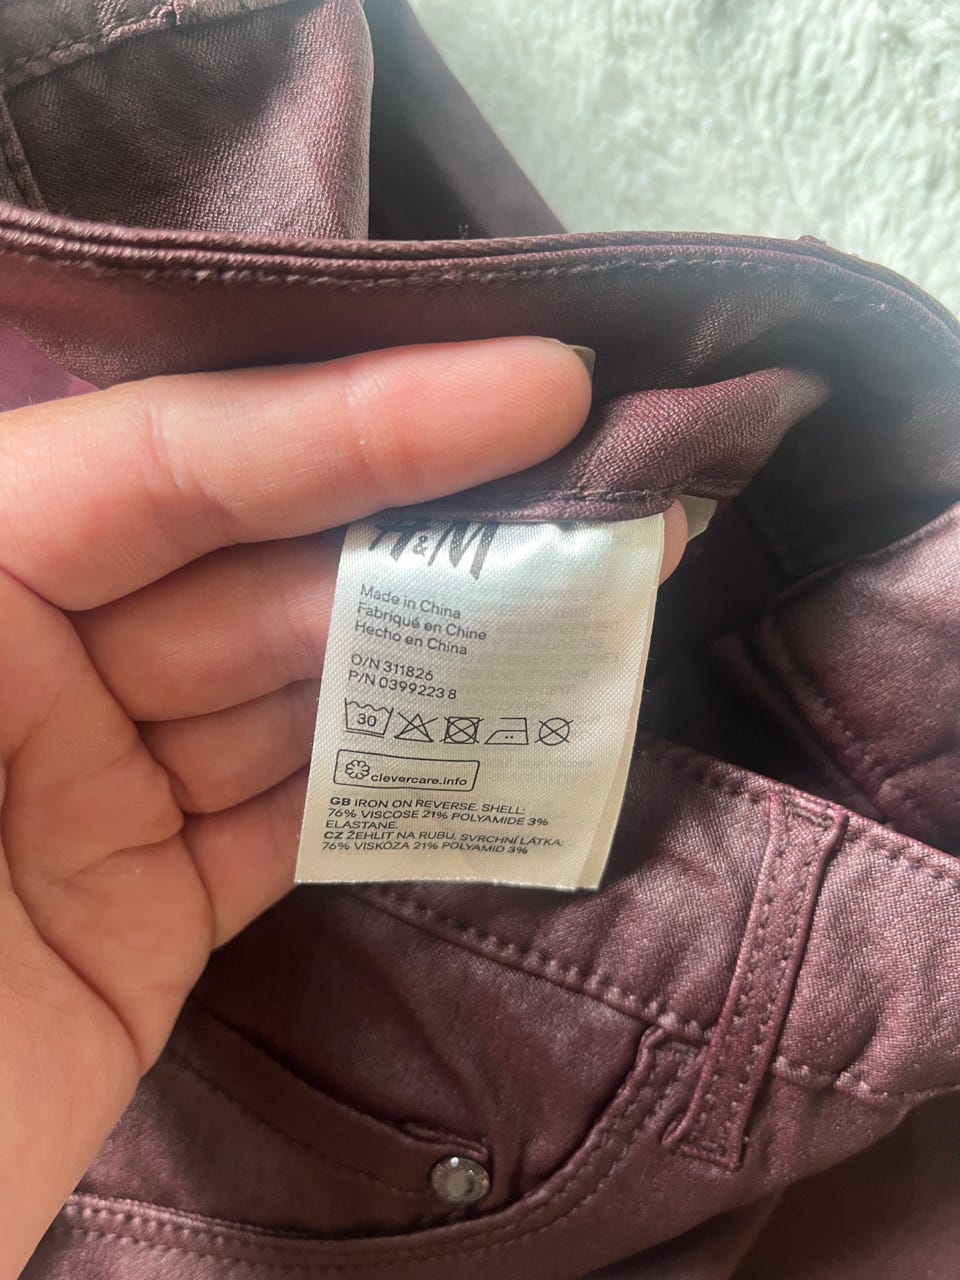 H&M
Made in China
Fabriqué en Chine
Hecho en China
O/N 311826
P/N 0399223 8
30
clevercare.info
GB IRON ON REVERSE. SHELL:
76% VISCOSE 21% POLYAMIDE 3%
ELASTANE.
CZ ŽEHLIT NA RUBU. SVRCHNÍ LÁTKA:
76% VISKÓZA 21% POLYAMID 3%